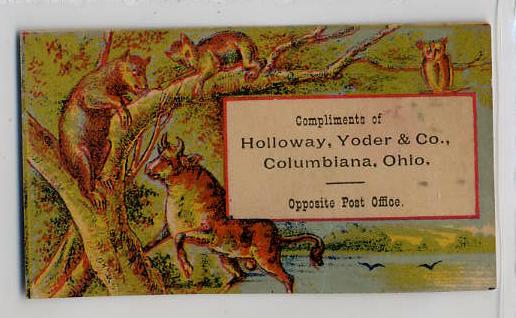 Compliments of
Holloway, Yoder & Co.,
Columbiana, Ohio.
Opposite Post Office.